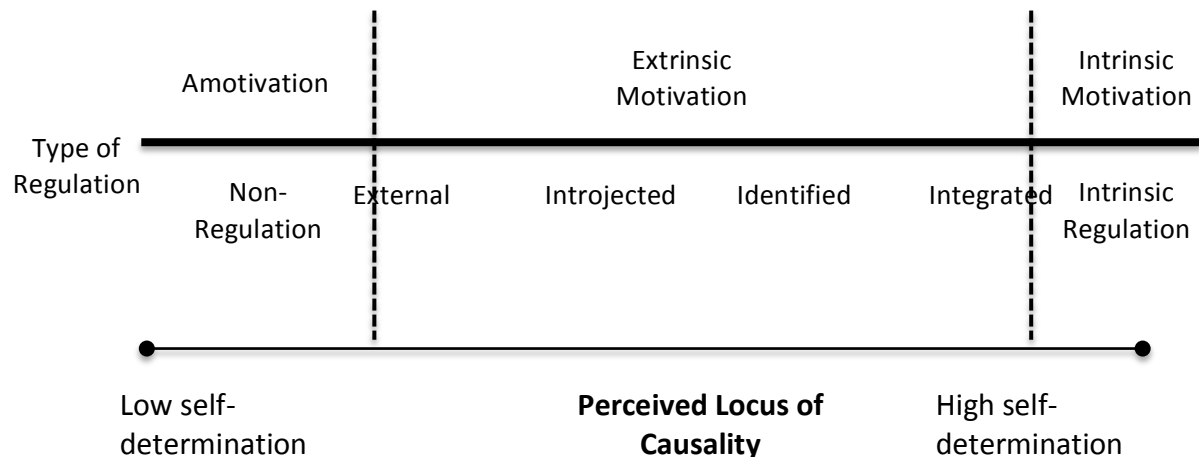 Amotivation
Extrinsic
Motivation
Intrinsic
Motivation
Type of
Regulation
Non-
Regulation
External
Introjected
Identified
Integrated
Intrinsic
Regulation
Low self-
determination
Perceived Locus of
Causality
High self-
determination